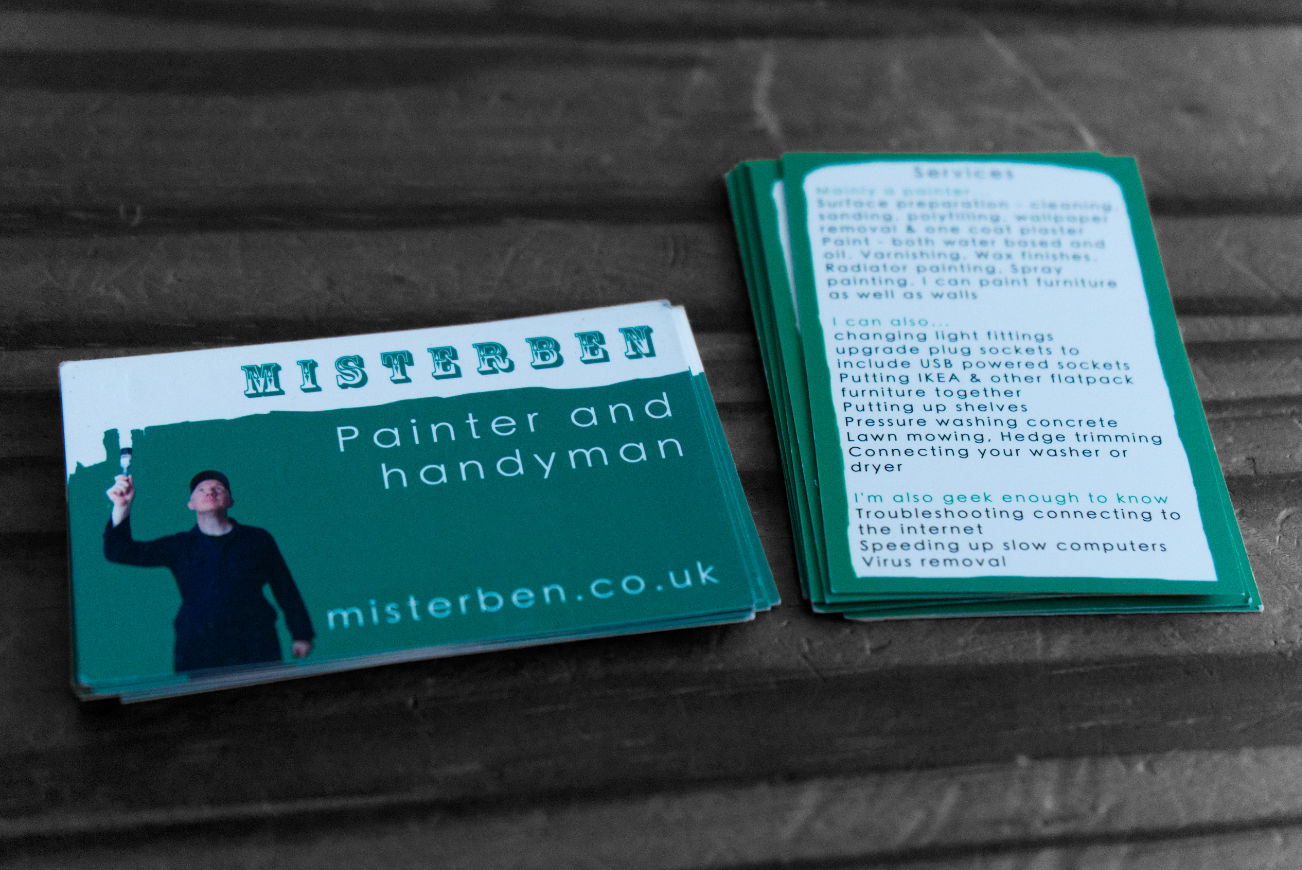 MISTERBEN
Painter and
handyman
misterben.co.uk
Services
Mainly a painter...
Surface preparation - cleaning,
sanding, polyfilling, wallpaper
removal & one coat plaster
Paint - both water based and
oil, Varnishing, Wax finishes,
Radiator painting, Spray
painting, I can paint furniture
as well as walls
I can also...
changing light fittings
upgrade plug sockets to
include USB powered sockets
Putting IKEA & other flatpack
furniture together
Putting up shelves
Pressure washing concrete
Lawn mowing, Hedge trimming
Connecting your washer or
dryer
I'm also geek enough to know
Troubleshooting connecting to
the internet
Speeding up slow computers
Virus removal